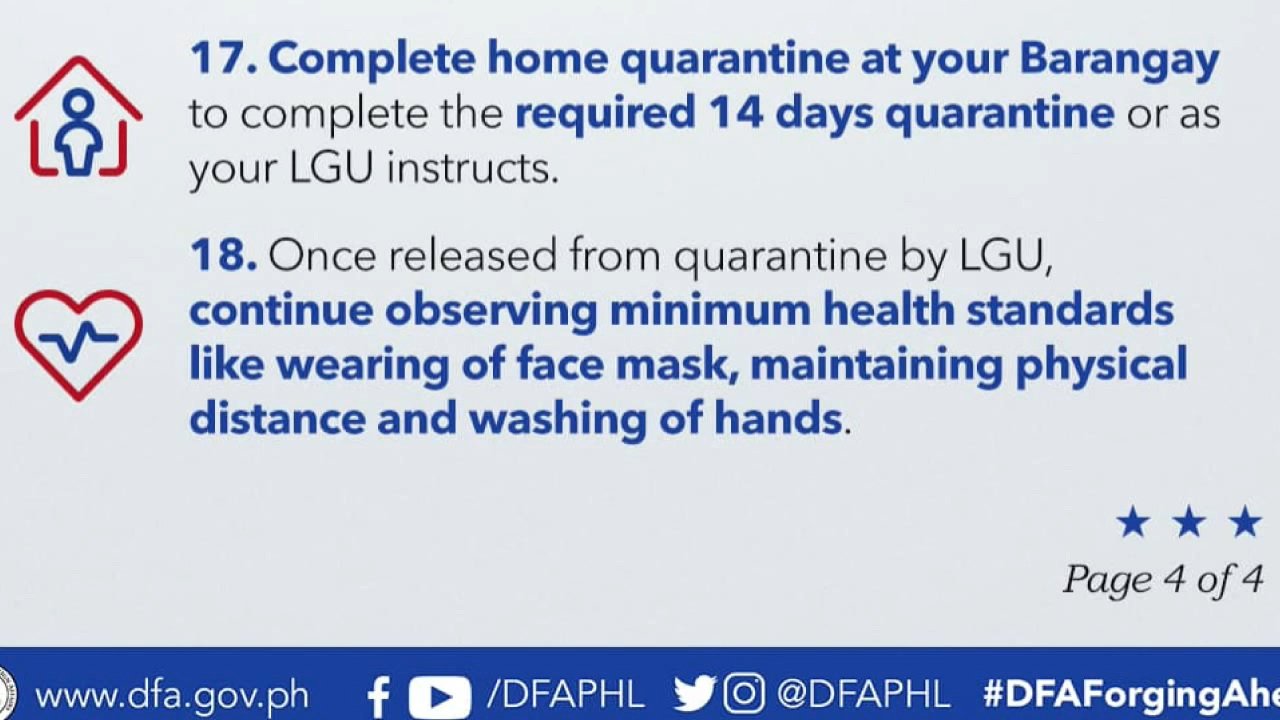 17. Complete home quarantine at your Barangay
to complete the required 14 days quarantine or as
your LGU instructs.
18. Once released from quarantine by LGU,
continue observing minimum health standards
like wearing of face mask, maintaining physical
distance and washing of hands.
Page 4 of 4
www.dfa.gov.ph /DFAPHL @DFAPHL #DFAForgingAhe